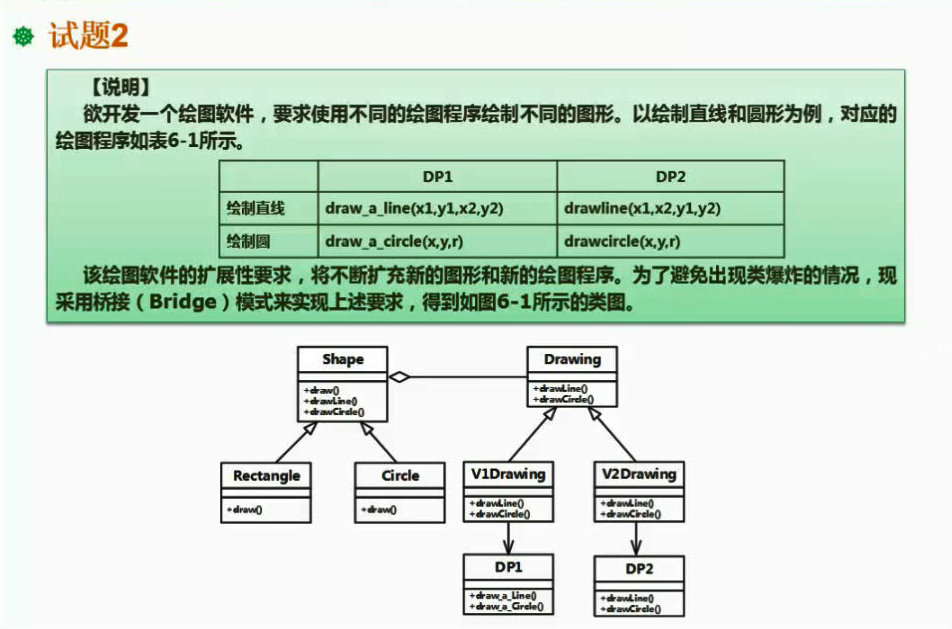 试题2
【说明】
欲开发一个绘图软件，要求使用不同的绘图程序绘制不同的图形。以绘制直线和圆形为例，对应的
绘图程序如表6-1所示。
DP1 DP2
绘制直线 draw_a_line(x1,y1,x2,y2) drawline(x1,x2,y1,y2)
绘制圆 draw_a_circle(x,y,r) drawcircle(x,y,r)
该绘图软件的扩展性要求，将不断扩充新的图形和新的绘图程序。为了避免出现类爆炸的情况，现
采用桥接（Bridge）模式来实现上述要求，得到如图6-1所示的类图。
Shape
+draw()
+drawLine()
+drawCircle()
Drawing
+drawLine()
+drawCircle()
Rectangle
+draw()
Circle
+draw()
V1Drawing
+drawLine()
+drawCircle()
V2Drawing
+drawLine()
+drawCircle()
DP1
+draw_a_Line()
+draw_a_Circle()
DP2
+drawLine()
+drawCircle()